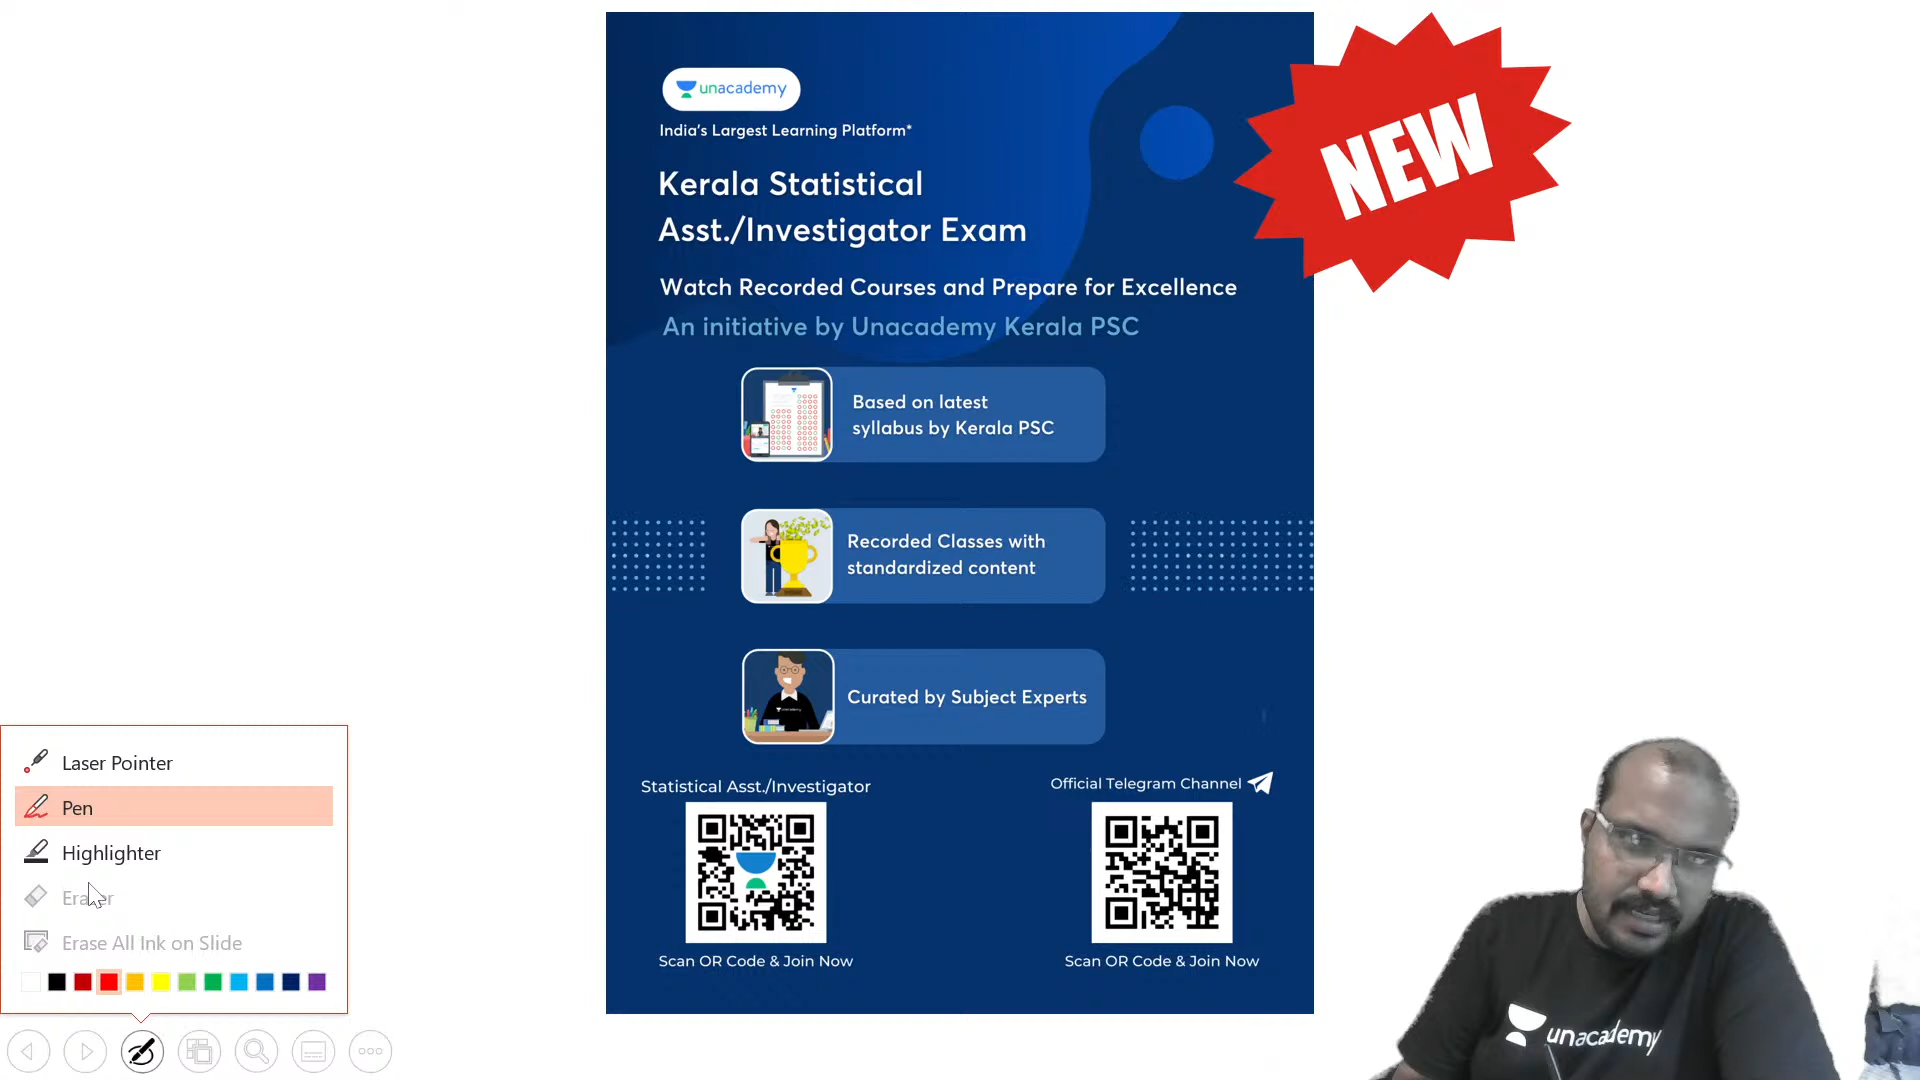 unacademy
India's Largest Learning Platform*
Kerala Statistical
Asst./Investigator Exam
Watch Recorded Courses and Prepare for Excellence
An initiative by Unacademy Kerala PSC
NEW
Based on latest
syllabus by Kerala PSC
Recorded Classes with
standardized content
Curated by Subject Experts
Statistical Asst./Investigator
Official Telegram Channel
Scan QR Code & Join Now
Scan QR Code & Join Now
Laser Pointer
Pen
Highlighter
Eraser
Erase All Ink on Slide
unacademy